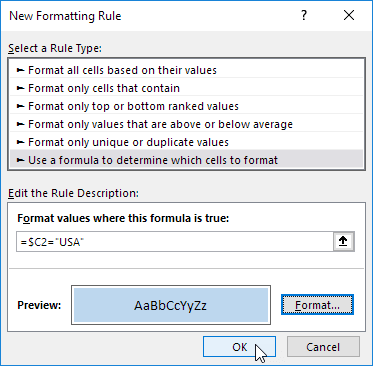 New Formatting Rule
Select a Rule Type:
► Format all cells based on their values
► Format only cells that contain
► Format only top or bottom ranked values
► Format only values that are above or below average
► Format only unique or duplicate values
► Use a formula to determine which cells to format
Edit the Rule Description:
Format values where this formula is true:
=$C2="USA"
Preview: AaBbCcYyZz Format...
OK Cancel